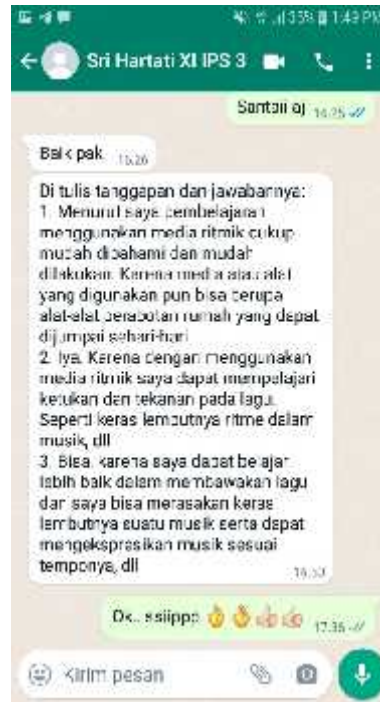 35% 1:49 PM
Sri Hartati XI IPS 3
Santaii aj 16.25
Baik pak 16.26
Di tulis tanggapan dan jawabannya:
1. Menurut saya pembelajaran
menggunakan media ritmik cukup
mudah dipahami dan mudah
dilakukan. Karena media atau alat
yang digunakan pun bisa berupa
alat-alat perabotan rumah yang dapat
dijumpai sehari-hari
2. Iya. Karena dengan menggunakan
media ritmik saya dapat mempelajari
ketukan dan tekanan pada lagu.
Seperti keras lembutnya ritme dalam
musik, dll
3. Bisa, karena saya dapat belajar
lebih baik dalam membawakan lagu
dan saya bisa merasakan keras
lembutnya suatu musik serta dapat
mengekspresikan musik sesuai
temponya, dll
Ok.. ssiippp 👌👌👍👍 17.36
Kirim pesan